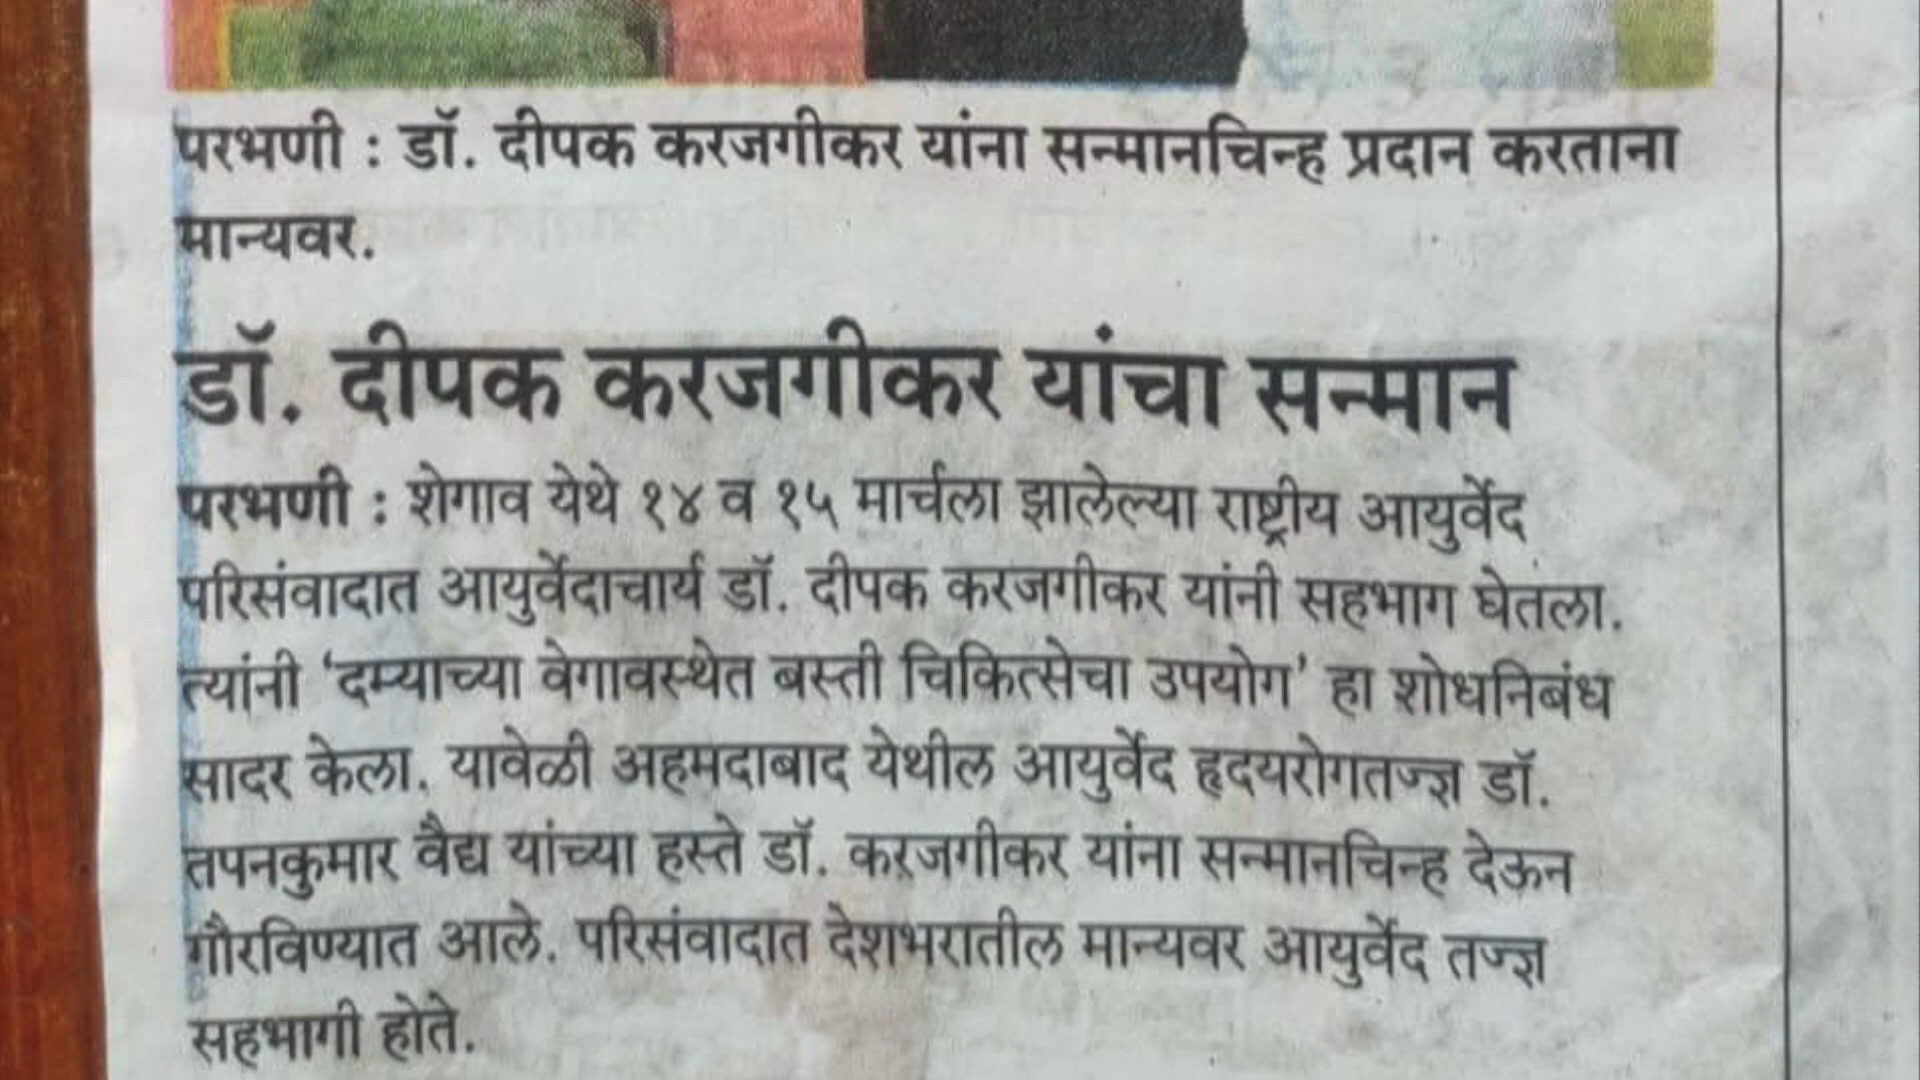 परभणी : डॉ. दीपक करजगीकर यांना सन्मानचिन्ह प्रदान करताना
मान्यवर.
डॉ. दीपक करजगीकर यांचा सन्मान
परभणी : शेगाव येथे १४ व १५ मार्चला झालेल्या राष्ट्रीय आयुर्वेद
परिसंवादात आयुर्वेदाचार्य डॉ. दीपक करजगीकर यांनी सहभाग घेतला.
त्यांनी 'दम्याच्या वेगावस्थेत बस्ती चिकित्सेचा उपयोग' हा शोधनिबंध
सादर केला. यावेळी अहमदाबाद येथील आयुर्वेद हृदयरोगतज्ज्ञ डॉ.
तपनकुमार वैद्य यांच्या हस्ते डॉ. करजगीकर यांना सन्मानचिन्ह देऊन
गौरविण्यात आले. परिसंवादात देशभरातील मान्यवर आयुर्वेद तज्ज्ञ
सहभागी होते.